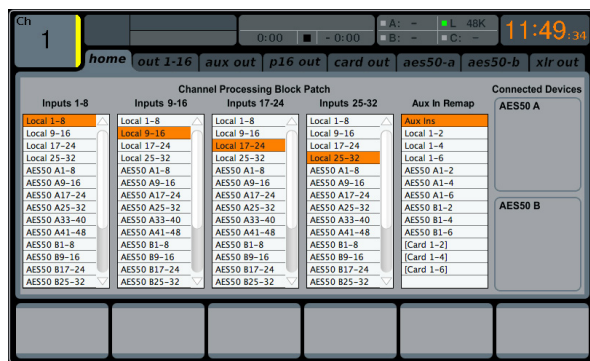 Ch
1
0:00 - 0:00
A: - L 48K
B: - C: -
11:49:34
home out 1-16 aux out p16 out card out aes50-a aes50-b xlr out
Channel Processing Block Patch
Connected Devices
Inputs 1-8 Inputs 9-16 Inputs 17-24 Inputs 25-32 Aux In Remap
AES50 A
Local 1-8 Local 1-8 Local 1-8 Local 1-8 Aux Ins
Local 9-16 Local 9-16 Local 9-16 Local 9-16 Local 1-2
Local 17-24 Local 17-24 Local 17-24 Local 17-24 Local 1-4
Local 25-32 Local 25-32 Local 25-32 Local 25-32 Local 1-6
AES50 A1-8 AES50 A1-8 AES50 A1-8 AES50 A1-8 AES50 A1-2
AES50 A9-16 AES50 A9-16 AES50 A9-16 AES50 A9-16 AES50 A1-4
AES50 A17-24 AES50 A17-24 AES50 A17-24 AES50 A17-24 AES50 A1-6
AES50 A25-32 AES50 A25-32 AES50 A25-32 AES50 A25-32 AES50 B1-2
AES50 B
AES50 A33-40 AES50 A33-40 AES50 A33-40 AES50 A33-40 AES50 B1-4
AES50 A41-48 AES50 A41-48 AES50 A41-48 AES50 A41-48 AES50 B1-6
AES50 B1-8 AES50 B1-8 AES50 B1-8 AES50 B1-8 [Card 1-2]
AES50 B9-16 AES50 B9-16 AES50 B9-16 AES50 B9-16 [Card 1-4]
AES50 B17-24 AES50 B17-24 AES50 B17-24 AES50 B17-24 [Card 1-6]
AES50 B25-32 AES50 B25-32 AES50 B25-32 AES50 B25-32